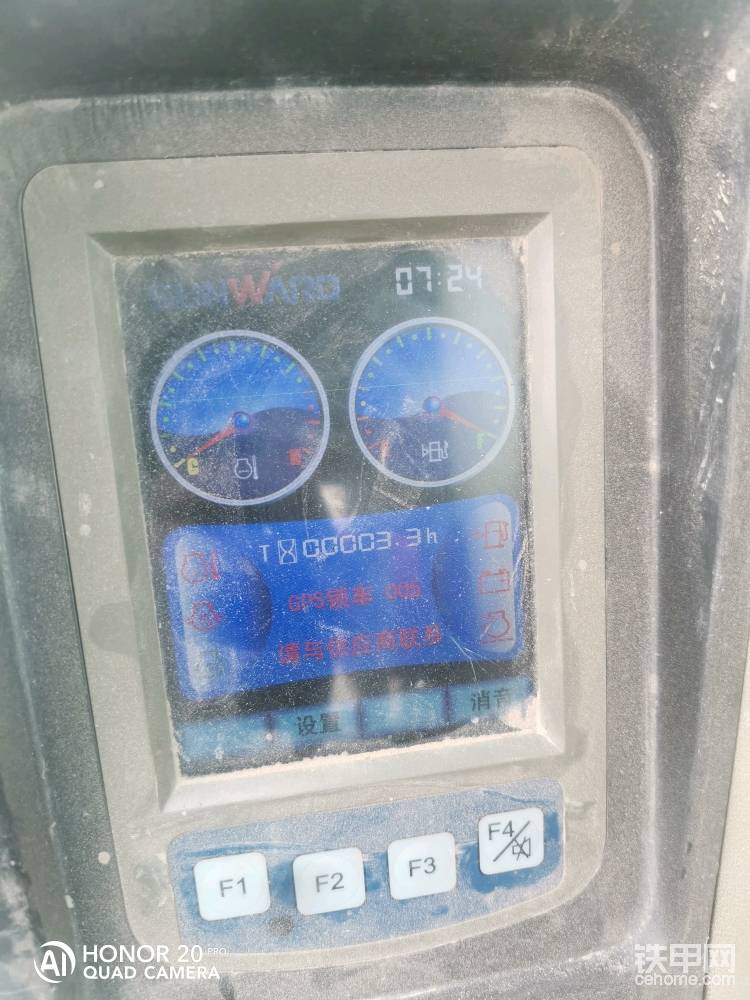 SUNWARD
07:24
C
T 00003.3h
GPS锁车 005
请与供应商联系
设置
消音
F1
F2
F3
F4
HONOR 20 PRO
QUAD CAMERA
铁甲网
cehome.com